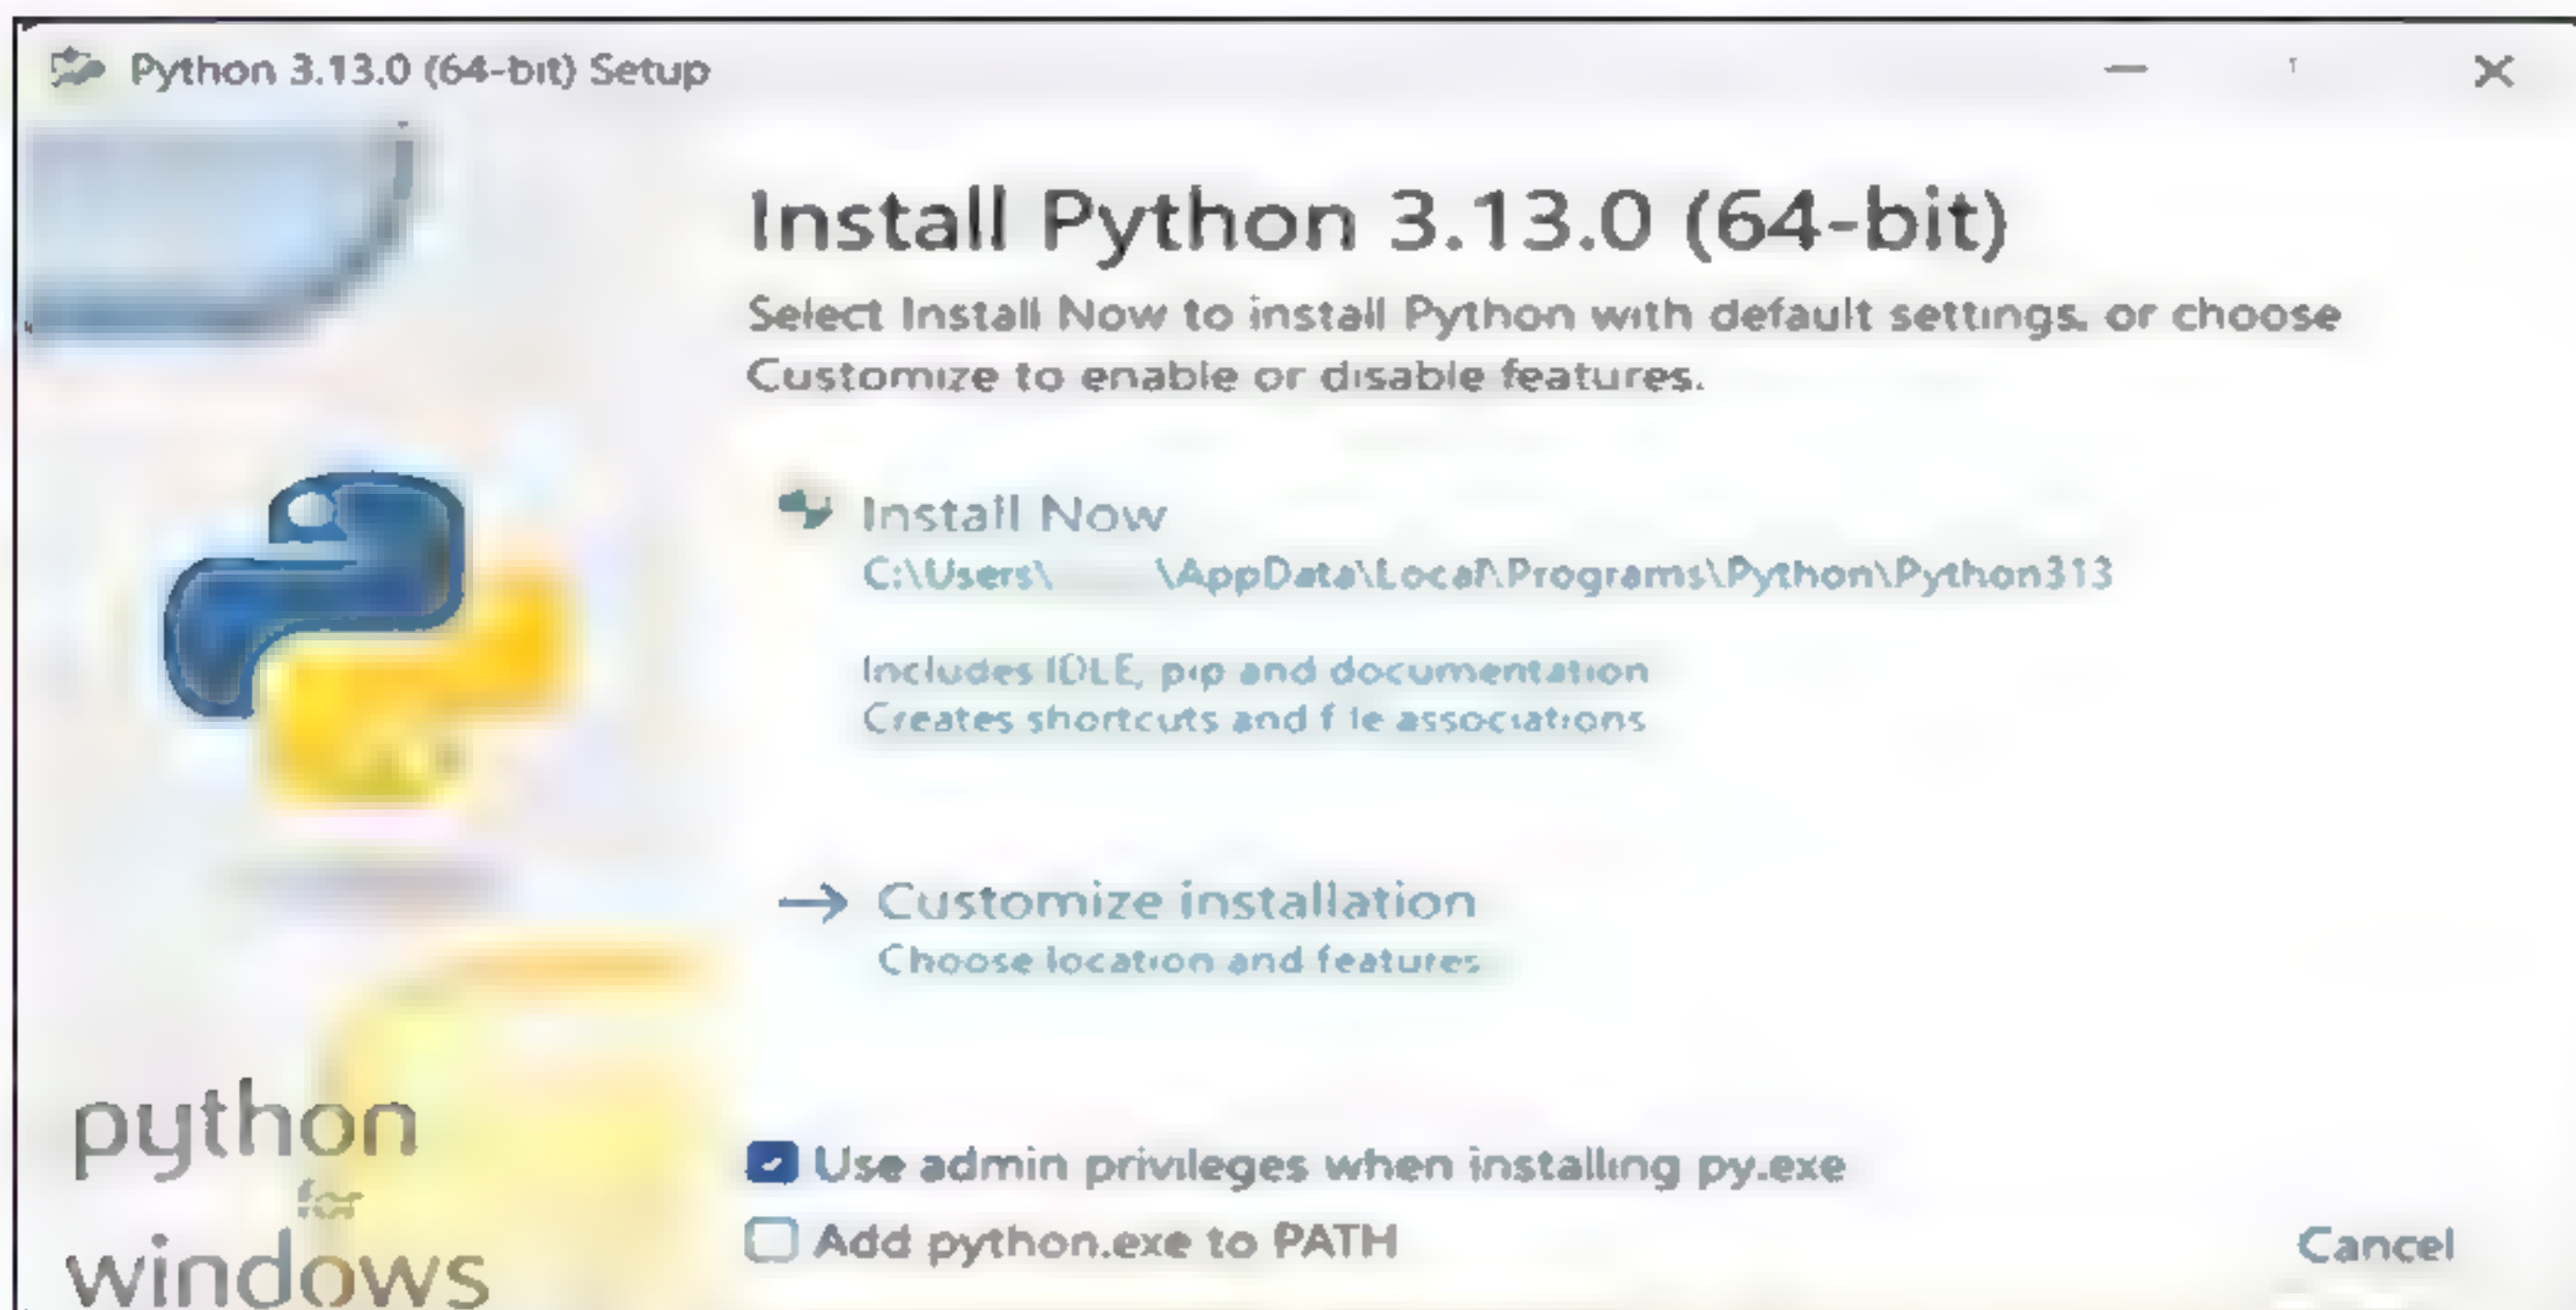 Python 3.13.0 (64-bit) Setup
Install Python 3.13.0 (64-bit)
Select Install Now to install Python with default settings, or choose
Customize to enable or disable features.
Install Now
C:\Users\ \AppData\Local\Programs\Python\Python313
Includes IDLE, pip and documentation
Creates shortcuts and file associations
Customize installation
Choose location and features
python
for
windows
Use admin privileges when installing py.exe
Add python.exe to PATH
Cancel